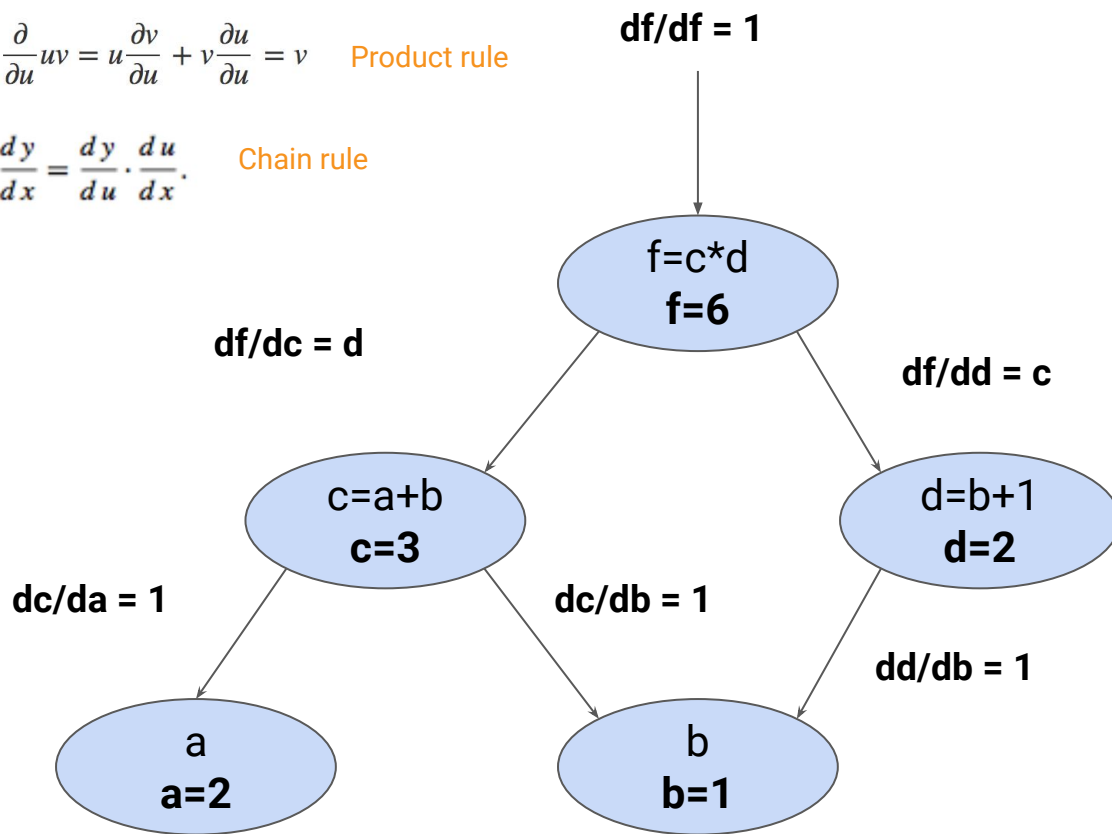 ∂/∂u uv = u ∂v/∂u + v ∂u/∂u = v
Product rule
df/df = 1
dy/dx = dy/du · du/dx.
Chain rule
f=c*d
f=6
df/dc = d
df/dd = c
c=a+b
c=3
d=b+1
d=2
dc/da = 1
dc/db = 1
dd/db = 1
a
a=2
b
b=1